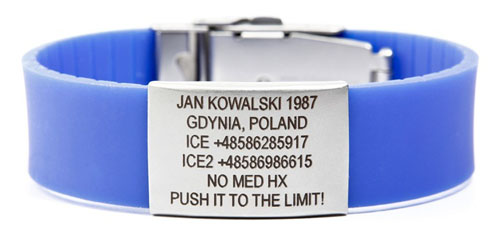 JAN KOWALSKI 1987
GDYNIA, POLAND
ICE +48586285917
ICE2 +48586986615
NO MED HX
PUSH IT TO THE LIMIT!